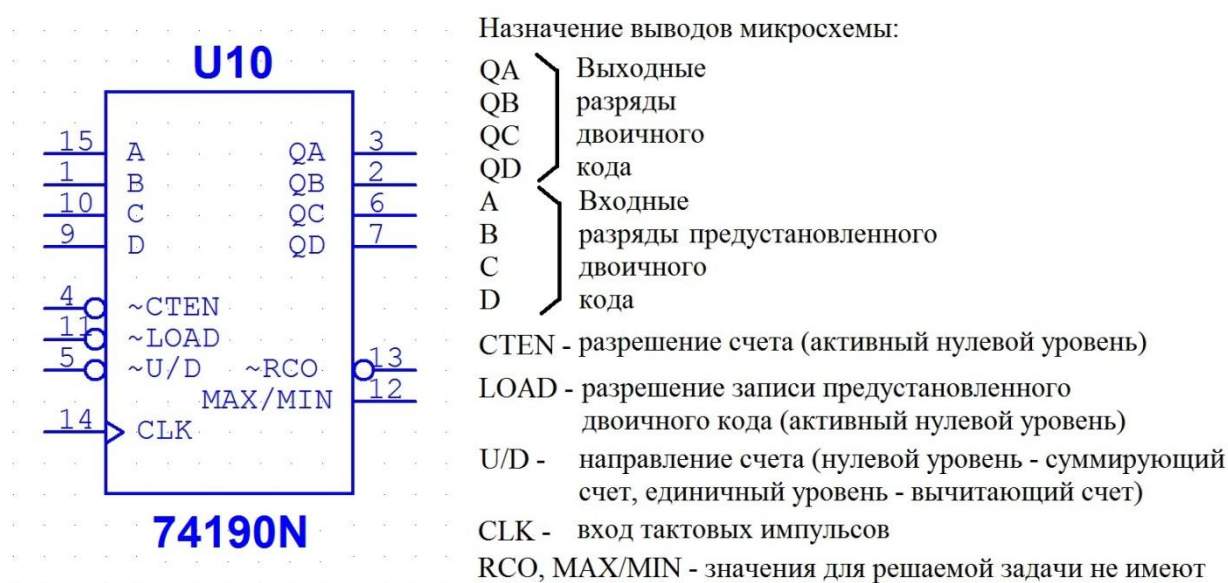 U10
15 A QA 3
1 B QB 2
10 C QC 6
9 D QD 7
4 ~CTEN
11 ~LOAD
5 ~U/D ~RCO 13
MAX/MIN 12
14 CLK
74190N
Назначение выводов микросхемы:
QA Выходные
QB разряды
QC двоичного
QD кода
A Входные
B разряды предустановленного
C двоичного
D кода
CTEN - разрешение счета (активный нулевой уровень)
LOAD - разрешение записи предустановленного
двоичного кода (активный нулевой уровень)
U/D - направление счета (нулевой уровень - суммирующий
счет, единичный уровень - вычитающий счет)
CLK - вход тактовых импульсов
RCO, MAX/MIN - значения для решаемой задачи не имеют